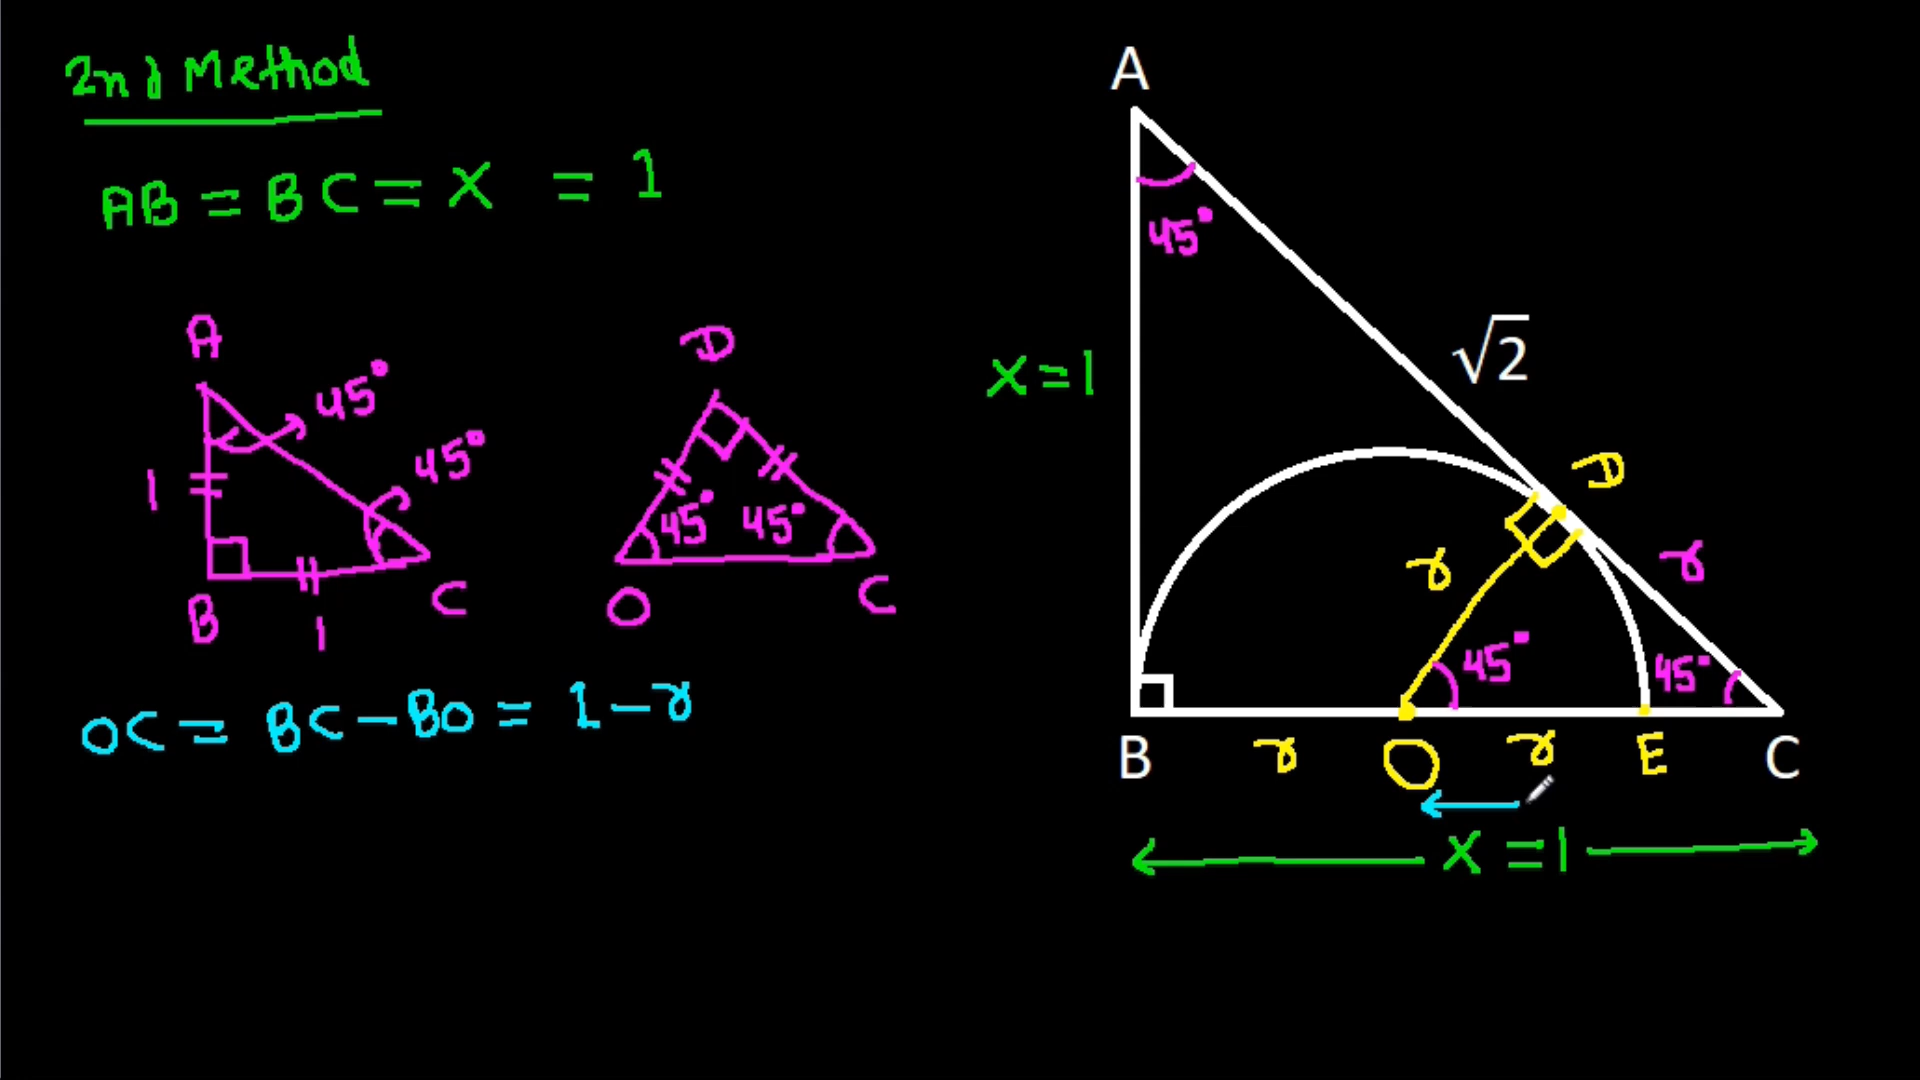 2nd Method
AB = BC = X = 1
A
45°
45°
1
B
1
C
D
45° 45°
O
C
OC = BC - BO = 1 - r
A
45°
√2
X = 1
D
r
r
45°
45°
B
r
O
r
E
C
X = 1